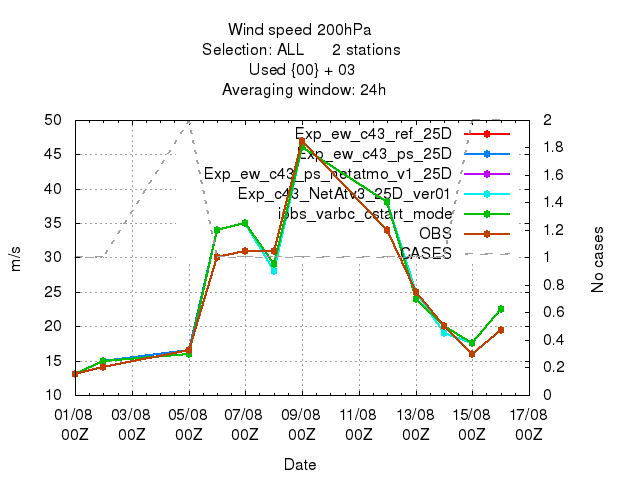 Wind speed 200hPa
Selection: ALL 2 stations
Used {00} + 03
Averaging window: 24h
50 2
45 1.8
40 1.6
35 1.4
30 1.2
25 1
20 0.8
15 0.6
10 0.4
0.2
0
Exp_ew_c43_ref_25D
Exp_ew_c43_ps_25D
Exp_ew_c43_ps_netatmo_v1_25D
Exp_c43_NetAtv3_25D_ver01
iobs_varbc_cstart_mode
OBS
CASES
m/s
No cases
01/08 03/08 05/08 07/08 09/08 11/08 13/08 15/08 17/08
00Z 00Z 00Z 00Z 00Z 00Z 00Z 00Z 00Z
Date